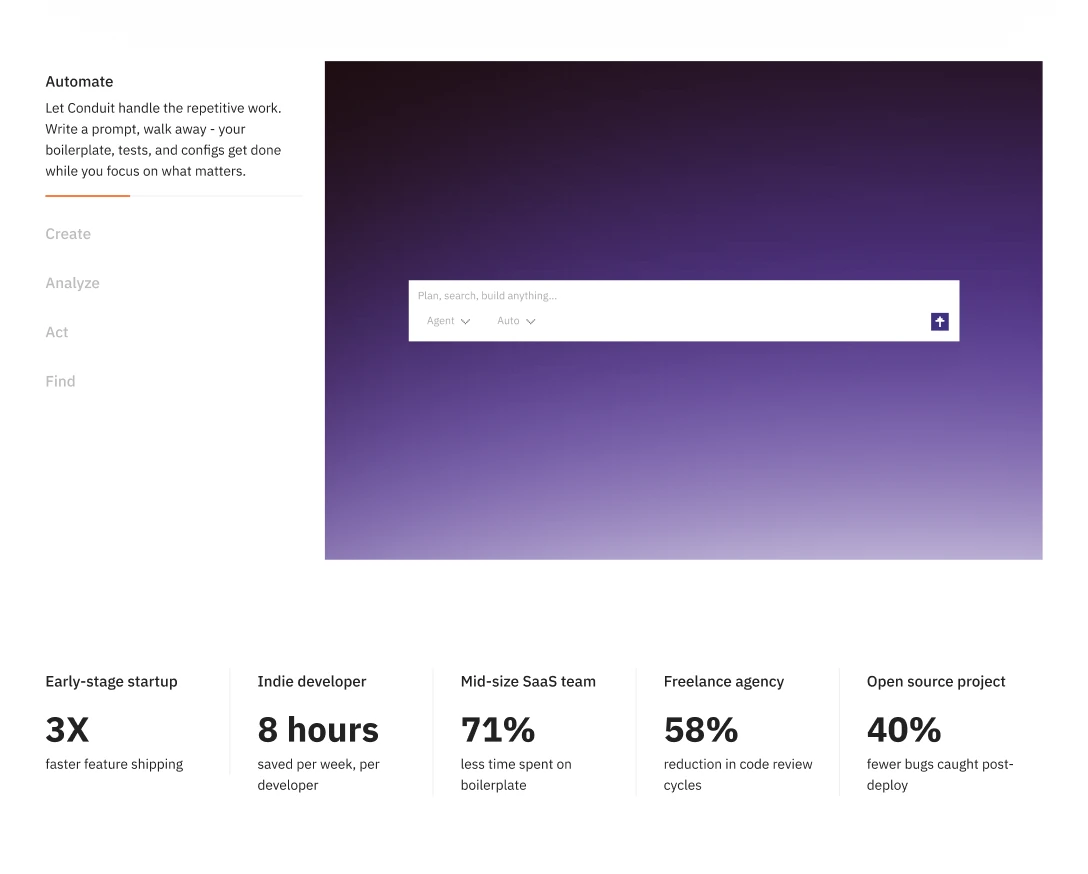 Automate
Let Conduit handle the repetitive work.
Write a prompt, walk away - your
boilerplate, tests, and configs get done
while you focus on what matters.
Create
Analyze
Act
Find
Plan, search, build anything...
Agent
Auto
Early-stage startup
3X
faster feature shipping
Indie developer
8 hours
saved per week, per
developer
Mid-size SaaS team
71%
less time spent on
boilerplate
Freelance agency
58%
reduction in code review
cycles
Open source project
40%
fewer bugs caught post-
deploy